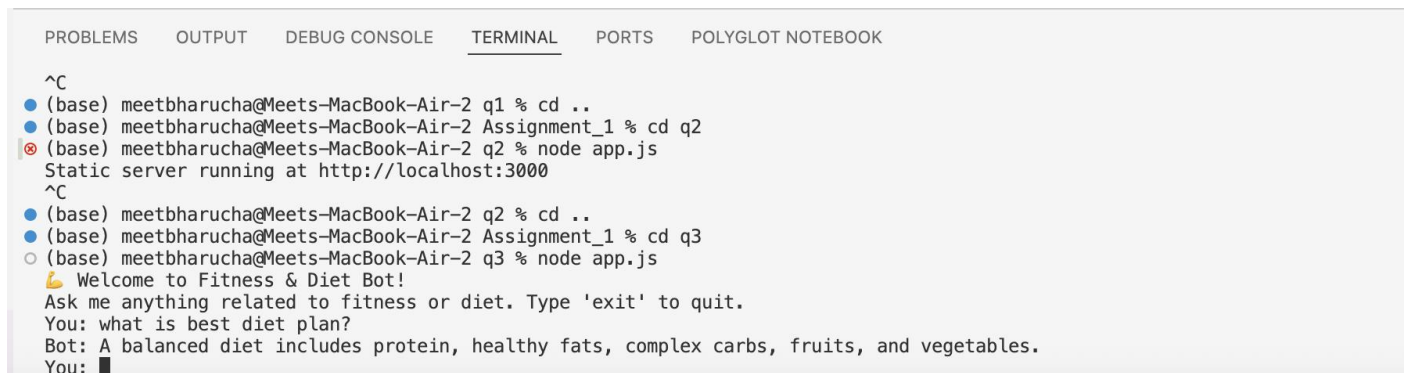 PROBLEMS OUTPUT DEBUG CONSOLE TERMINAL PORTS POLYGLOT NOTEBOOK
^C
(base) meetbharucha@Meets-MacBook-Air-2 q1 % cd ..
(base) meetbharucha@Meets-MacBook-Air-2 Assignment_1 % cd q2
(base) meetbharucha@Meets-MacBook-Air-2 q2 % node app.js
Static server running at http://localhost:3000
^C
(base) meetbharucha@Meets-MacBook-Air-2 q2 % cd ..
(base) meetbharucha@Meets-MacBook-Air-2 Assignment_1 % cd q3
(base) meetbharucha@Meets-MacBook-Air-2 q3 % node app.js
💪 Welcome to Fitness & Diet Bot!
Ask me anything related to fitness or diet. Type 'exit' to quit.
You: what is best diet plan?
Bot: A balanced diet includes protein, healthy fats, complex carbs, fruits, and vegetables.
You: